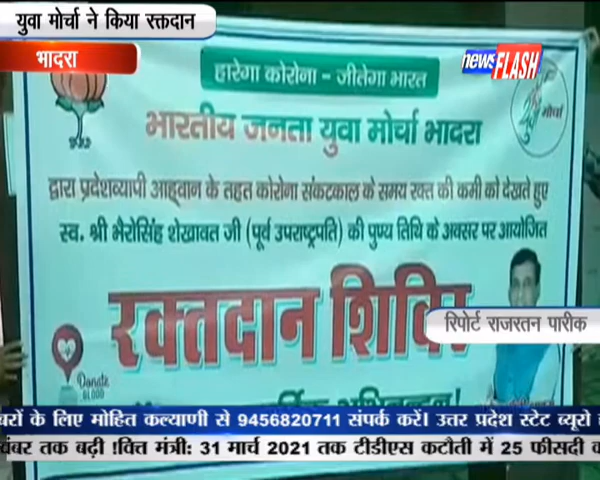 युवा मोर्चा ने किया रक्तदान
भादरा
news FLASH
हारेगा कोरोना - जीतेगा भारत
मोर्चा
भारतीय जनता युवा मोर्चा भादरा
द्वारा प्रदेशव्यापी आह्वान के तहत कोरोना संकटकाल के समय रक्त की कमी को देखते हुए
स्व. श्री भैरोसिंह शेखावत जी (पूर्व उपराष्ट्रपति) की पुण्य तिथि के अवसर पर आयोजित
रक्तदान शिविर
रिपोर्ट राजरतन पारीक
Donate
BLOOD
बरों के लिए मोहित कल्याणी से 9456820711 संपर्क करें। उत्तर प्रदेश स्टेट ब्यूरो
वंबर तक बढ़ी !वित्त मंत्री: 31 मार्च 2021 तक टीडीएस कटौती में 25 फीसदी क